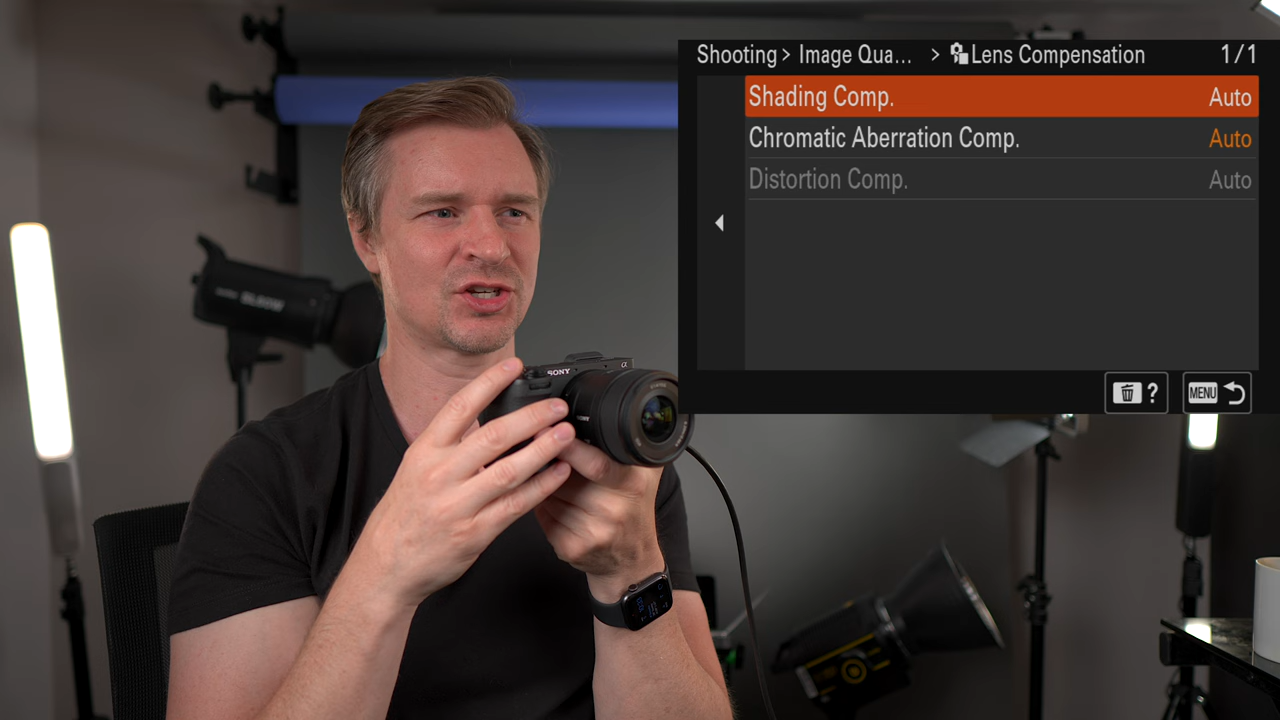 Shooting> Image Qua... > Lens Compensation 1/1
Shading Comp. Auto
Chromatic Aberration Comp. Auto
Distortion Comp. Auto
? MENU
SONY α